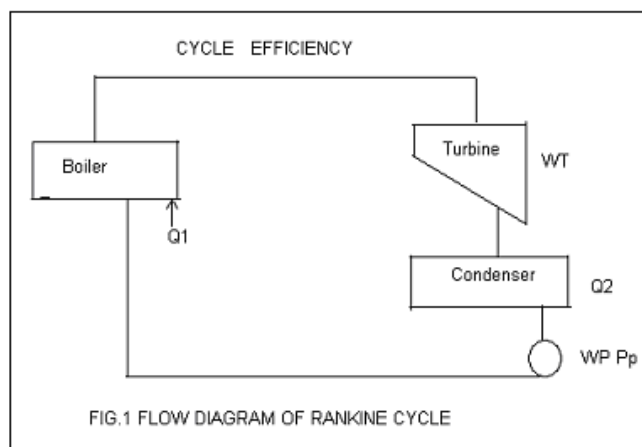 CYCLE EFFICIENCY
Turbine
WT
Boiler
Q1
Condenser
Q2
WP Pp
FIG.1 FLOW DIAGRAM OF RANKINE CYCLE